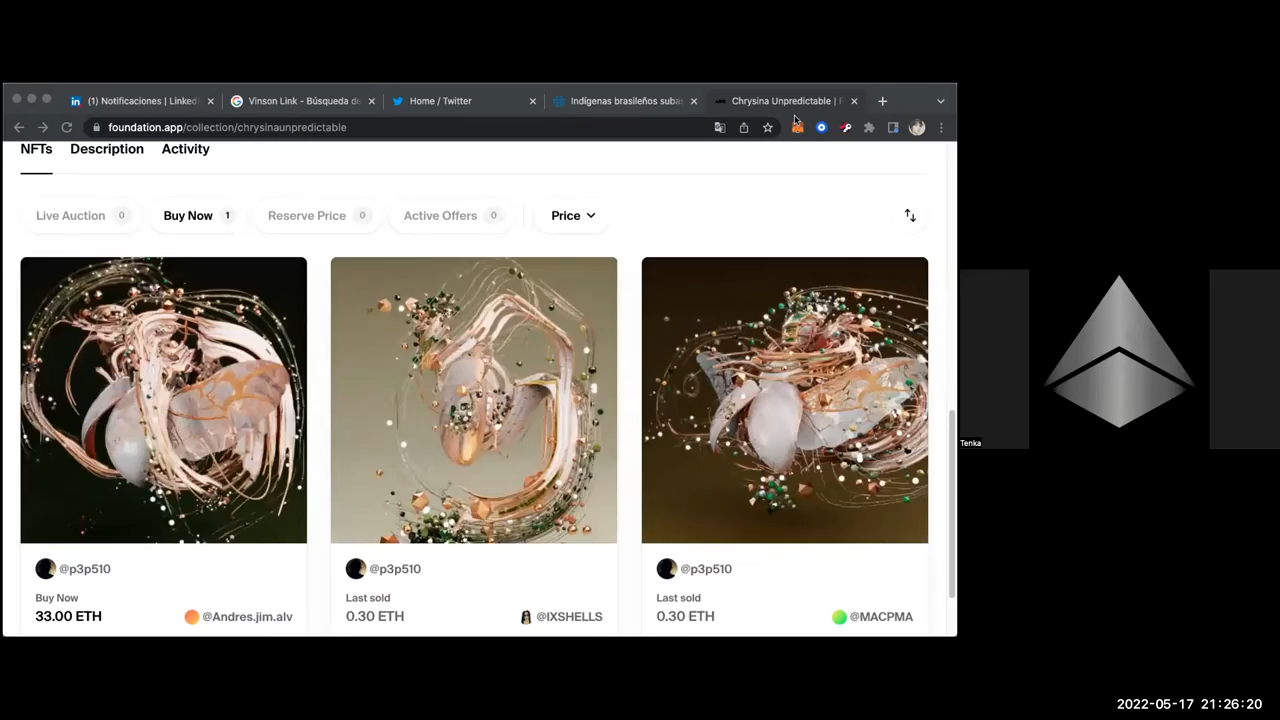 (1) Notificaciones | Linked
Vinson Link - Búsqueda de
Home / Twitter
Indígenas brasileños subas
Chrysina Unpredictable | F
foundation.app/collection/chrysinaunpredictable
NFTs Description Activity
Live Auction 0 Buy Now 1 Reserve Price 0 Active Offers 0 Price
@p3p510 @p3p510 @p3p510
Buy Now Last sold Last sold
33.00 ETH @Andres.jim.alv 0.30 ETH @IXSHELLS 0.30 ETH @MACPMA
Tenka
2022-05-17 21:26:20